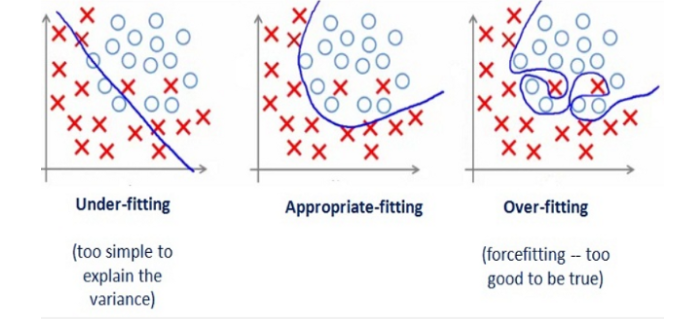 Under-fitting
Appropriate-fitting
Over-fitting
(too simple to
explain the
variance)
(forcefitting -- too
good to be true)